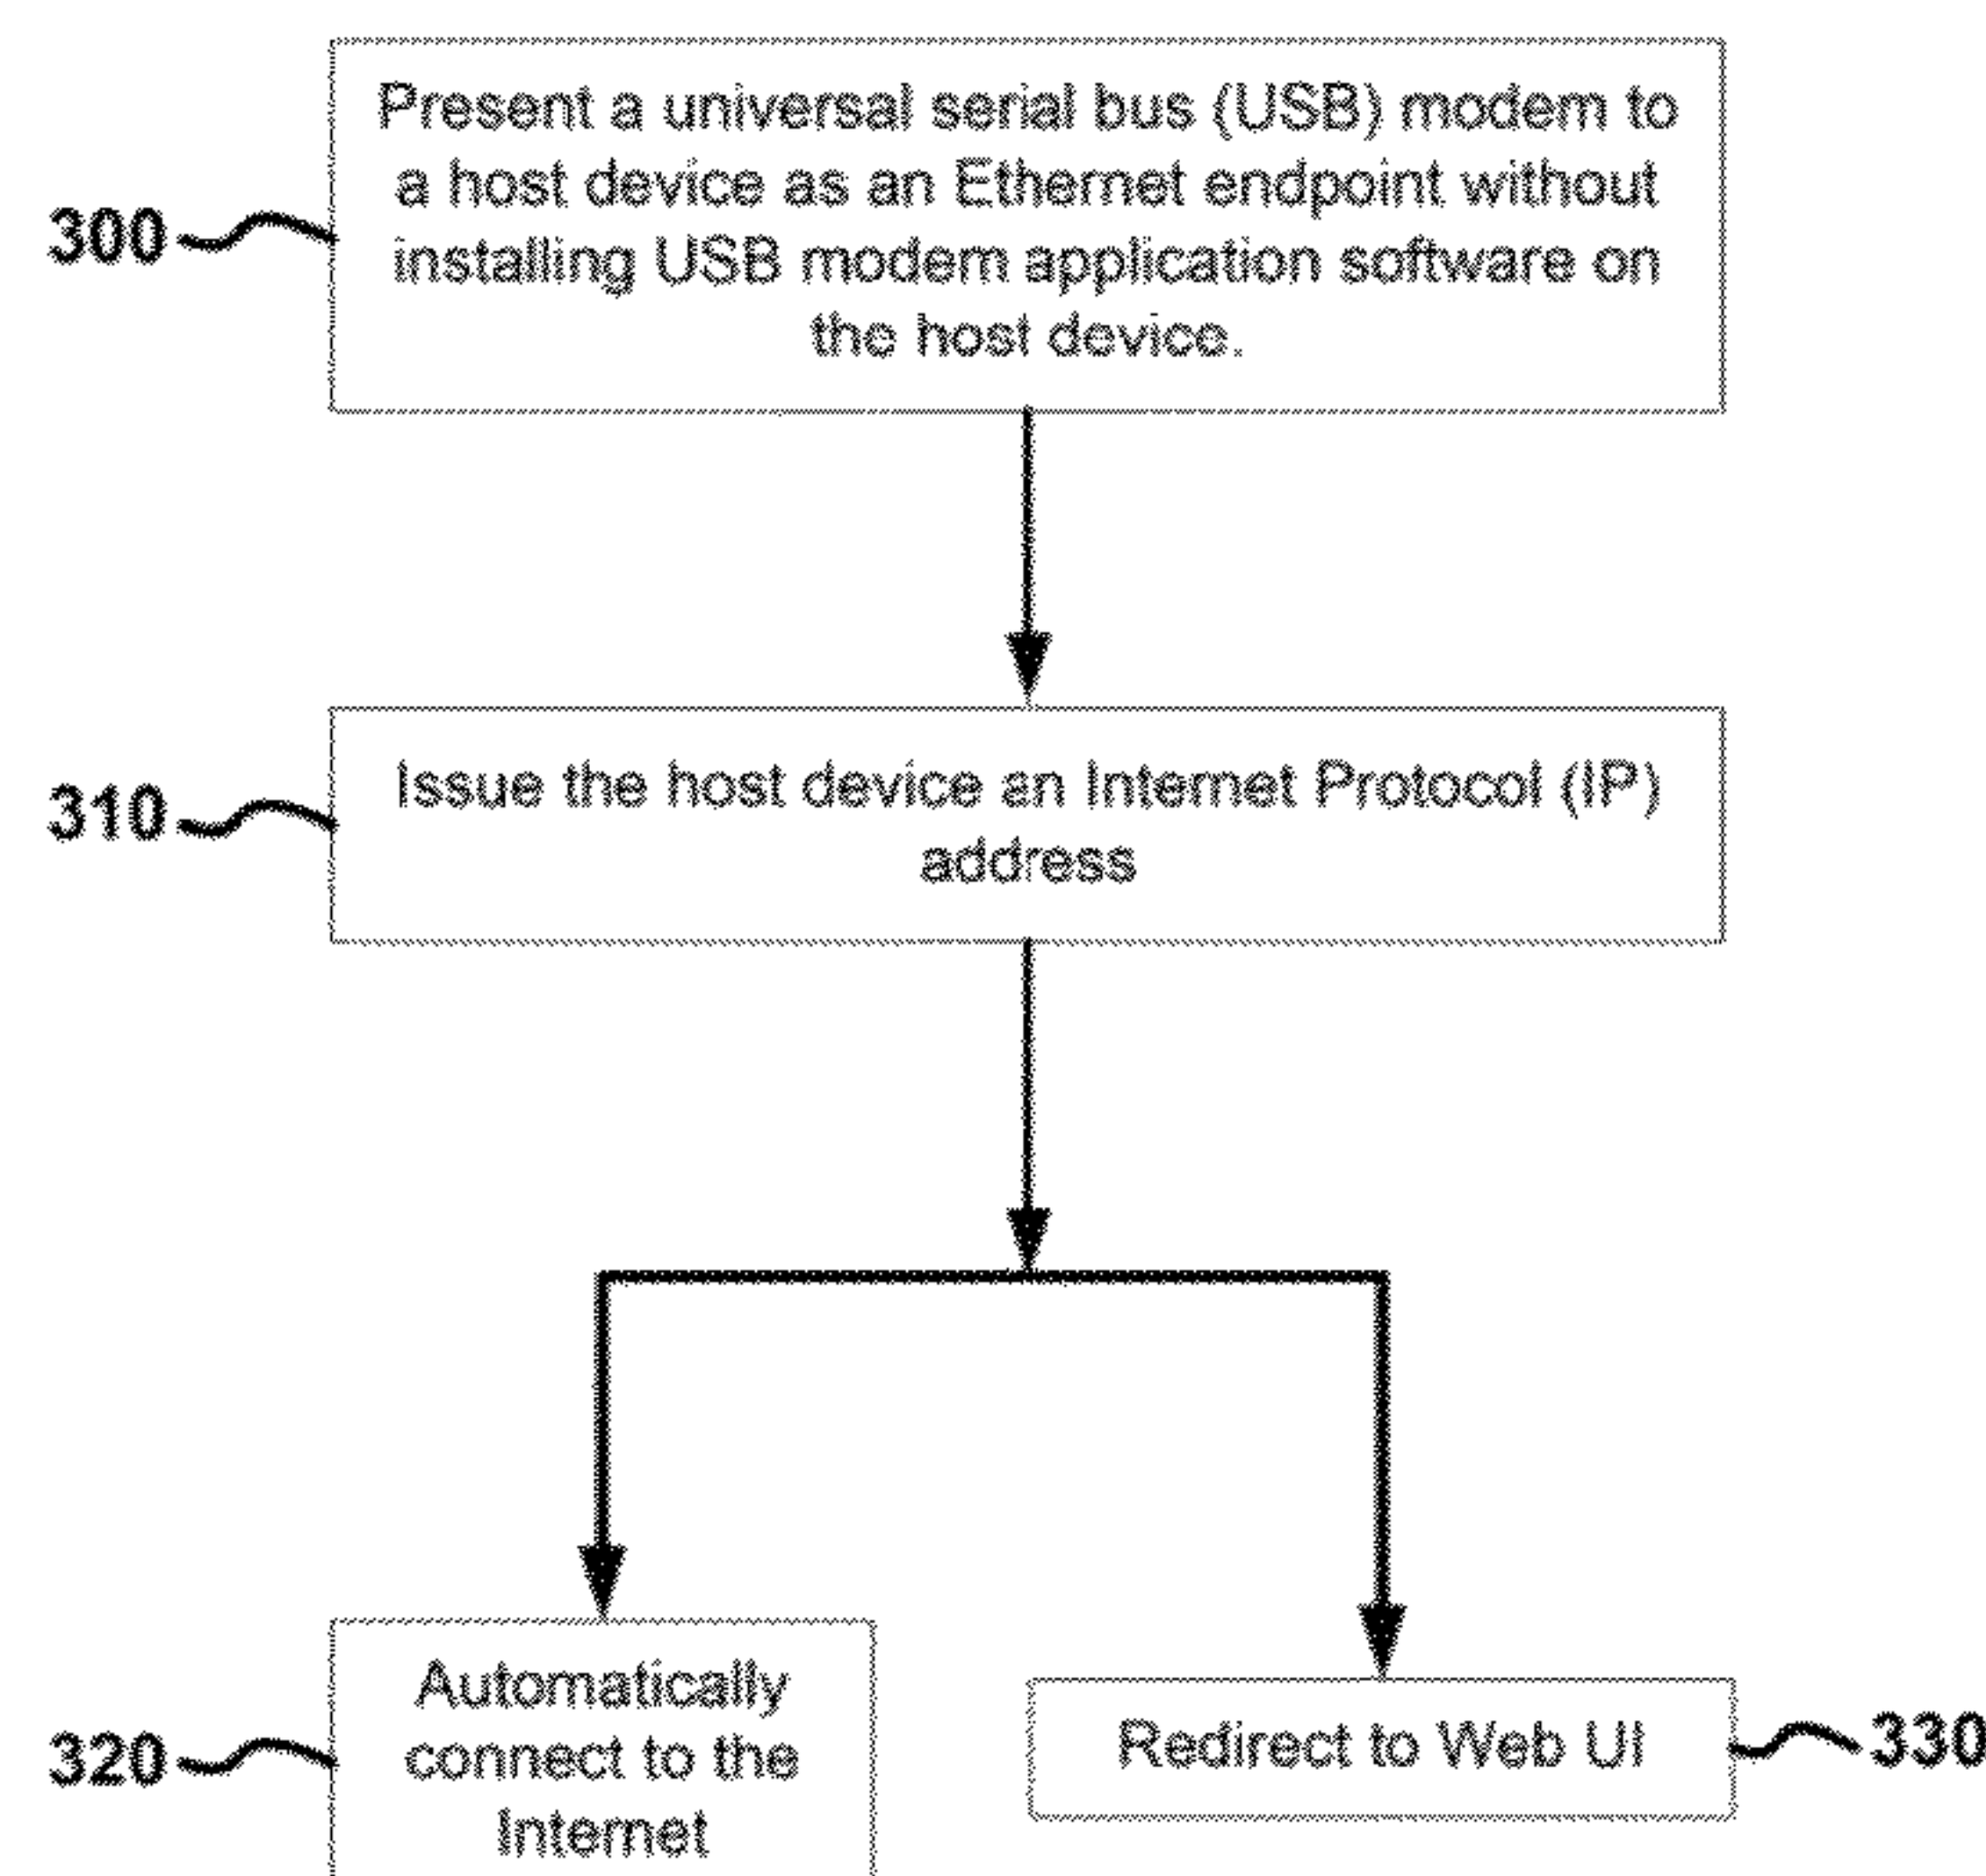 Present a universal serial bus (USB) modem to
a host device as an Ethernet endpoint without
300
installing USB modem application software on
the host device.
Issue the host device an Internet Protocol (IP)
310
address
Automatically
320
connect to the
Internet
Redirect to Web UI
330